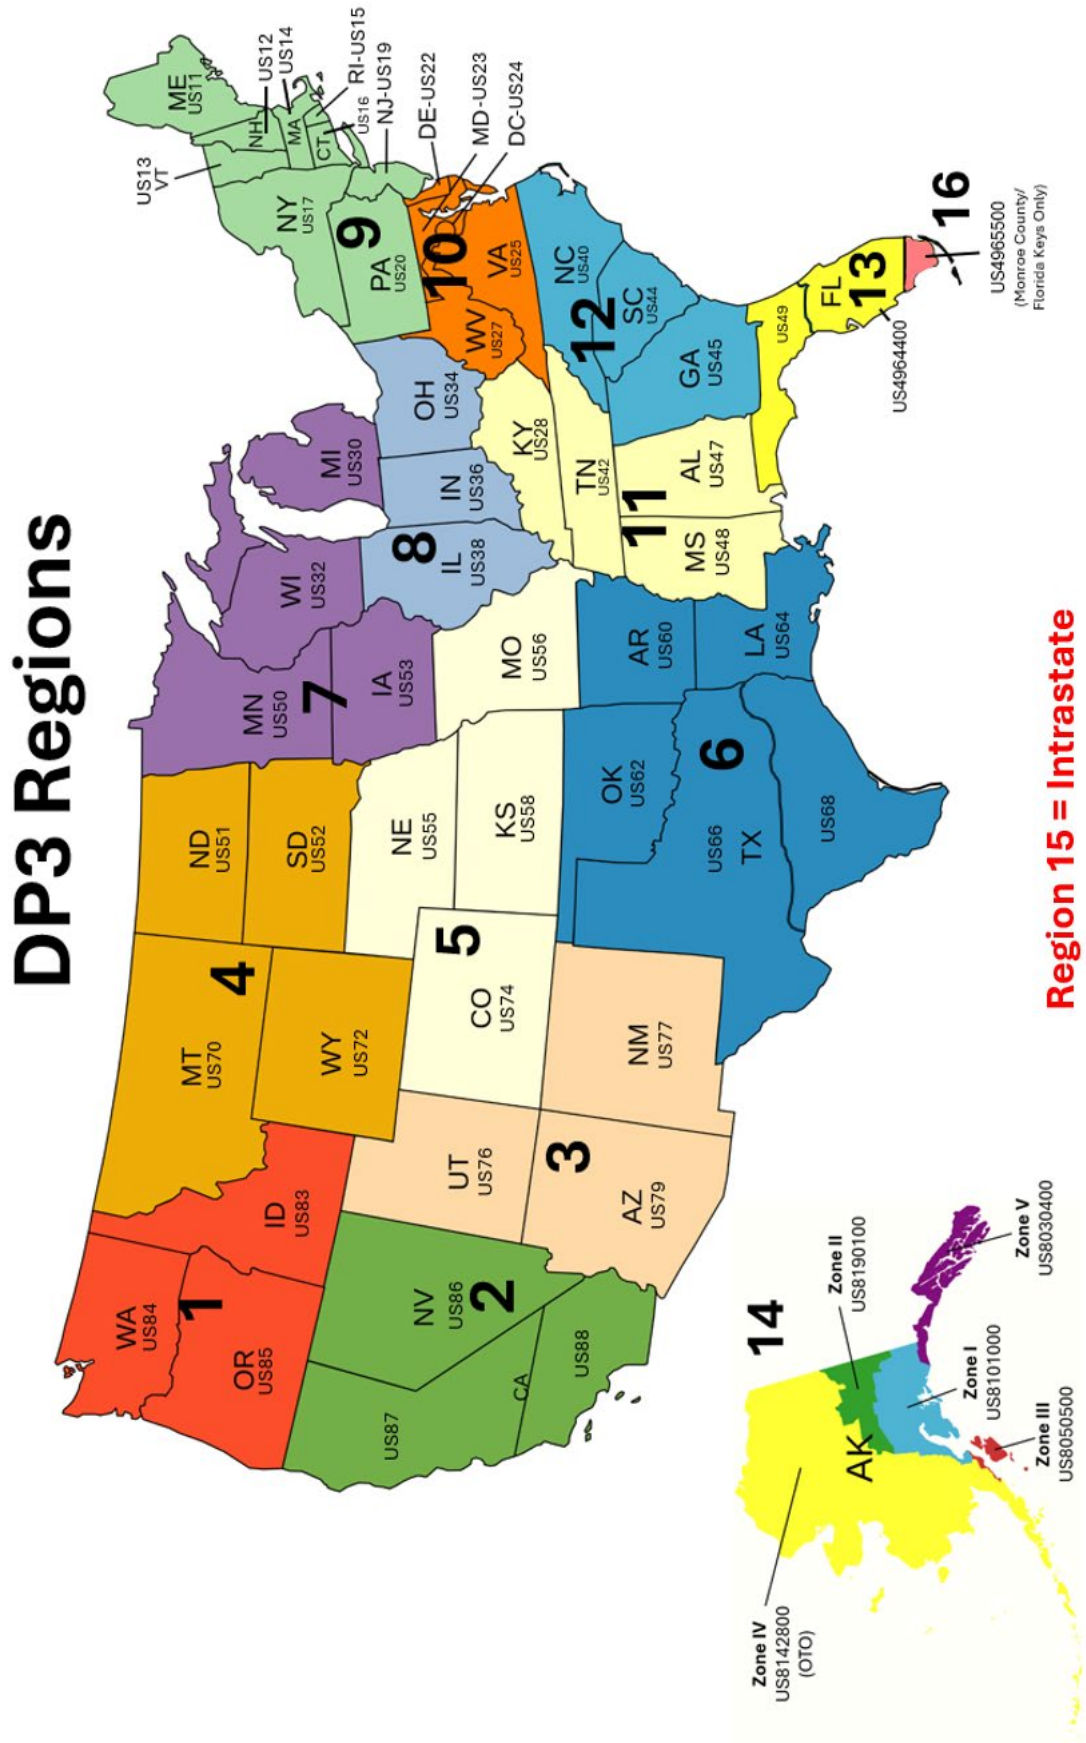 DP3 Regions
WA
US84
1
OR
US85
ID
US83
MT
US70
4
WY
US72
ND
US51
SD
US52
MN
US50
7
WI
US32
IA
US53
MI
US30
NV
US86
2
US87
CA
US88
UT
US76
3
AZ
US79
NM
US77
CO
US74
5
NE
US55
KS
US58
MO
US56
OK
US62
AR
US60
6
US66
TX
US68
LA
US64
8
IL
US38
IN
US36
OH
US34
KY
US28
TN
US42
11
MS
US48
AL
US47
ME
US11
NH
US12
US13
VT
US14
MA
RI-US15
CT
US16
NY
US17
NJ-US19
9
PA
US20
DE-US22
MD-US23
DC-US24
10
VA
US25
WV
US27
NC
US40
12
SC
US44
GA
US45
US49
FL
13
US4964400
16
US4965500
(Monroe County/
Florida Keys Only)
14
AK
Zone IV
US8142800
(OTO)
Zone II
US8190100
Zone I
US8101000
Zone III
US8050500
Zone V
US8030400
Region 15 = Intrastate